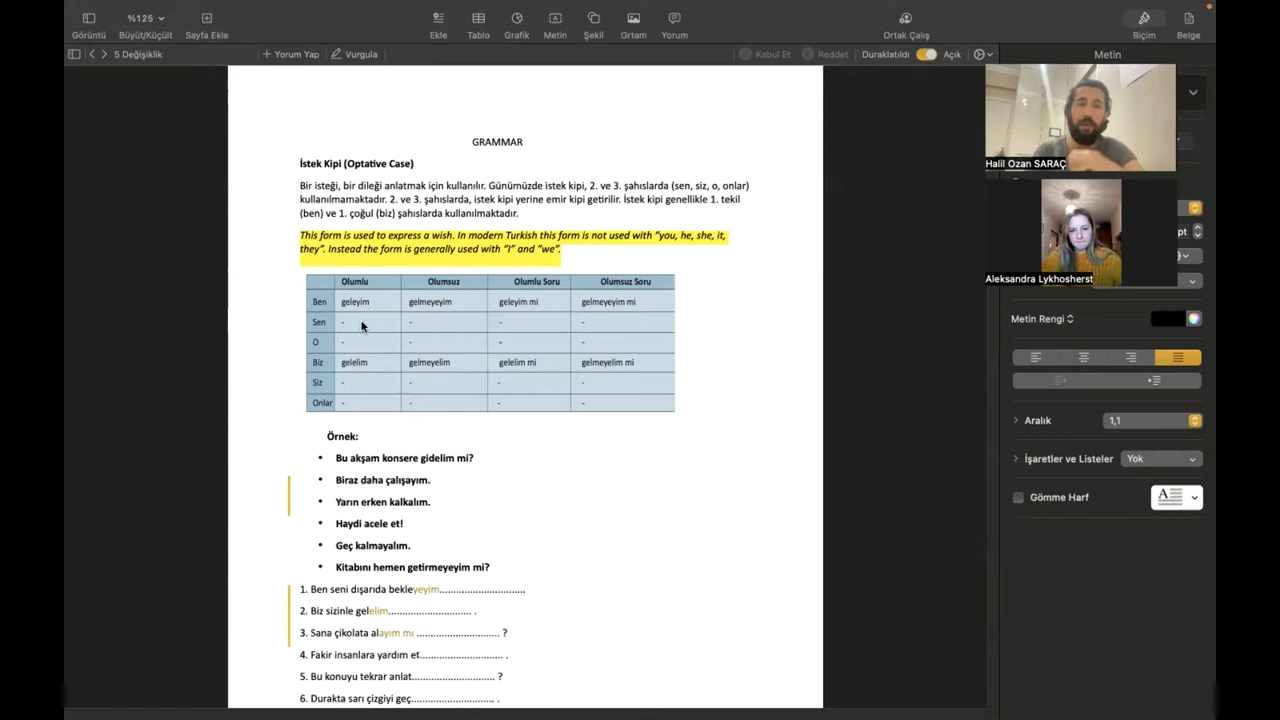 %125
Görüntü Büyüt/Küçült Sayfa Ekle Ekle Tablo Grafik Metin Şekil Ortam Yorum Ortak Çalış Biçim Belge
5 Değişiklik + Yorum Yap Vurgula Kabul Et Reddet Duraklatıldı Açık Metin
GRAMMAR
İstek Kipi (Optative Case)
Bir isteği, bir dileği anlatmak için kullanılır. Günümüzde istek kipi, 2. ve 3. şahıslarda (sen, siz, o, onlar)
kullanılmamaktadır. 2. ve 3. şahıslarda, istek kipi yerine emir kipi getirilir. İstek kipi genellikle 1. tekil
(ben) ve 1. çoğul (biz) şahıslarda kullanılmaktadır.
This form is used to express a wish. In modern Turkish this form is not used with “you, he, she, it,
they”. Instead the form is generally used with “I” and “we”.
Olumlu Olumsuz Olumlu Soru Olumsuz Soru
Ben geleyim gelmeyeyim geleyim mi gelmeyeyim mi
Sen - - - -
O - - - -
Biz gelelim gelmeyelim gelelim mi gelmeyelim mi
Siz - - - -
Onlar - - - -
Örnek:
• Bu akşam konsere gidelim mi?
• Biraz daha çalışayım.
• Yarın erken kalkalım.
• Haydi acele et!
• Geç kalmayalım.
• Kitabını hemen getirmeyeyim mi?
1. Ben seni dışarıda bekleyeyim.............................
2. Biz sizinle gelelim............................ .
3. Sana çikolata alayım mı ............................ ?
4. Fakir insanlara yardım et............................ .
5. Bu konuyu tekrar anlat............................ ?
6. Durakta sarı çizgiyi geç............................ .
Halil Ozan SARAÇ
Aleksandra Lykhosherst
pt
Metin Rengi
Aralık 1,1
İşaretler ve Listeler Yok
Gömme Harf
A